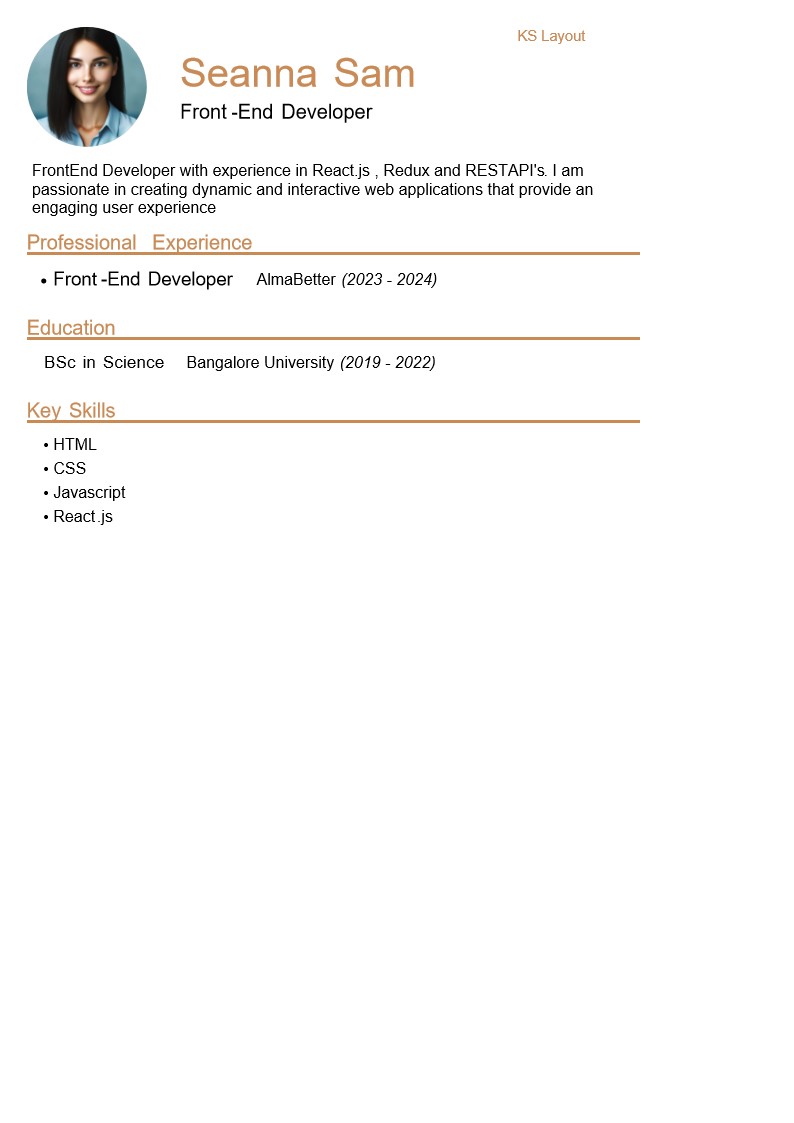 KS Layout
Seanna Sam
Front -End Developer
FrontEnd Developer with experience in React.js , Redux and RESTAPI's. I am
passionate in creating dynamic and interactive web applications that provide an
engaging user experience
Professional Experience
• Front -End Developer AlmaBetter (2023 - 2024)
Education
BSc in Science Bangalore University (2019 - 2022)
Key Skills
• HTML
• CSS
• Javascript
• React .js